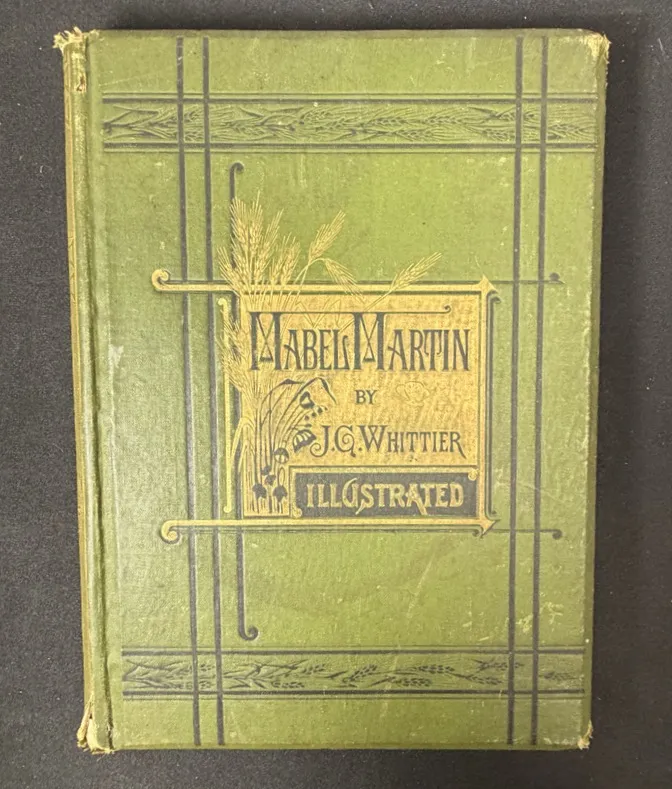 MABEL MARTIN
BY
J.G. WHITTIER
ILLUSTRATED